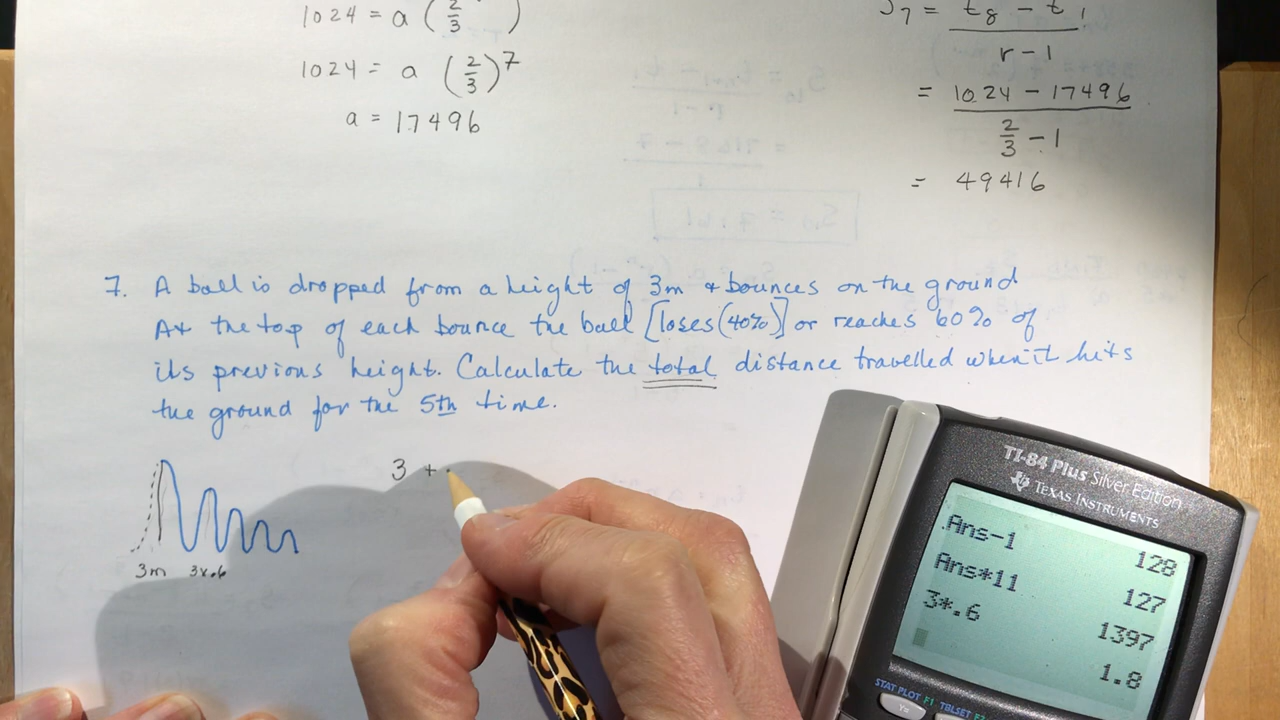 1024 = a (2/3)
1024 = a (2/3)^7
a = 17496
S7 = t8 - t1 / r - 1
= 1024 - 17496 / 2/3 - 1
= 49416
7. A ball is dropped from a height of 3m & bounces on the ground
At the top of each bounce the ball [loses (40%)] or reaches 60% of
its previous height. Calculate the total distance travelled when it hits
the ground for the 5th time.
3 +
3m 3x.6
TI-84 Plus Silver Edition
TEXAS INSTRUMENTS
Ans-1
128
Ans*11
127
3*.6
1397
1.8
STAT PLOT F1 TBLSET F2
Y=